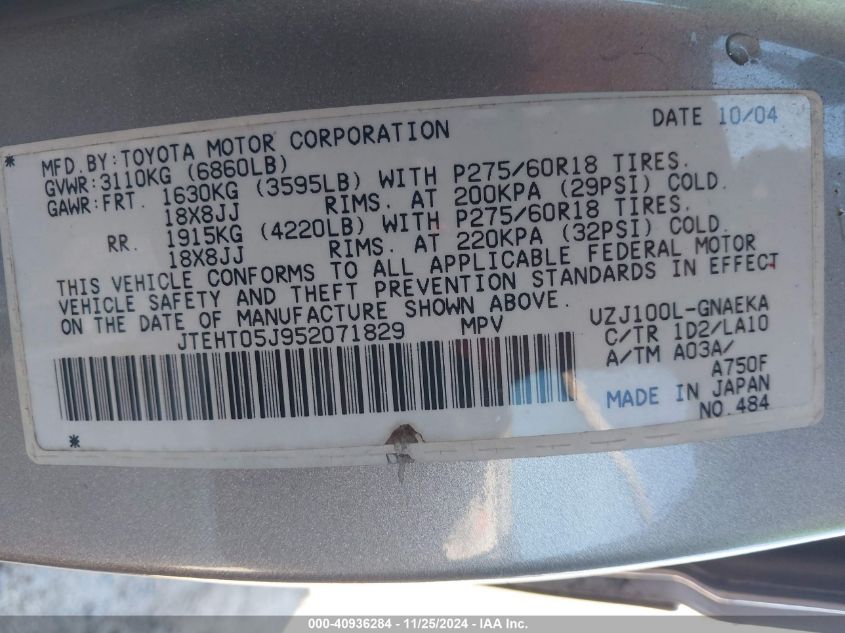 DATE 10/04
* MFD.BY:TOYOTA MOTOR CORPORATION
GVWR:3110KG (6860LB)
GAWR:FRT. 1630KG (3595LB) WITH P275/60R18 TIRES.
18X8JJ RIMS. AT 200KPA (29PSI) COLD.
RR. 1915KG (4220LB) WITH P275/60R18 TIRES.
18X8JJ RIMS. AT 220KPA (32PSI) COLD.
THIS VEHICLE CONFORMS TO ALL APPLICABLE FEDERAL MOTOR
VEHICLE SAFETY AND THEFT PREVENTION STANDARDS IN EFFECT
ON THE DATE OF MANUFACTURE SHOWN ABOVE.
JTEHT05J952071829 MPV
UZJ100L-GNAEKA
C/TR 1D2/LA10
A/TM A03A/
A750F
MADE IN JAPAN
NO.484
*
000-40936284 - 11/25/2024 - IAA Inc.